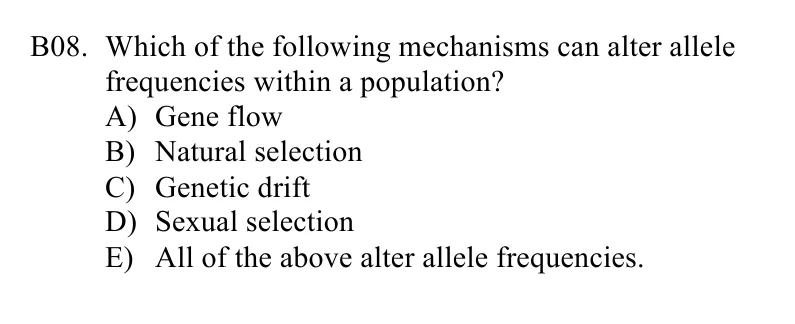 B08. Which of the following mechanisms can alter allele
frequencies within a population?
A) Gene flow
B) Natural selection
C) Genetic drift
D) Sexual selection
E) All of the above alter allele frequencies.